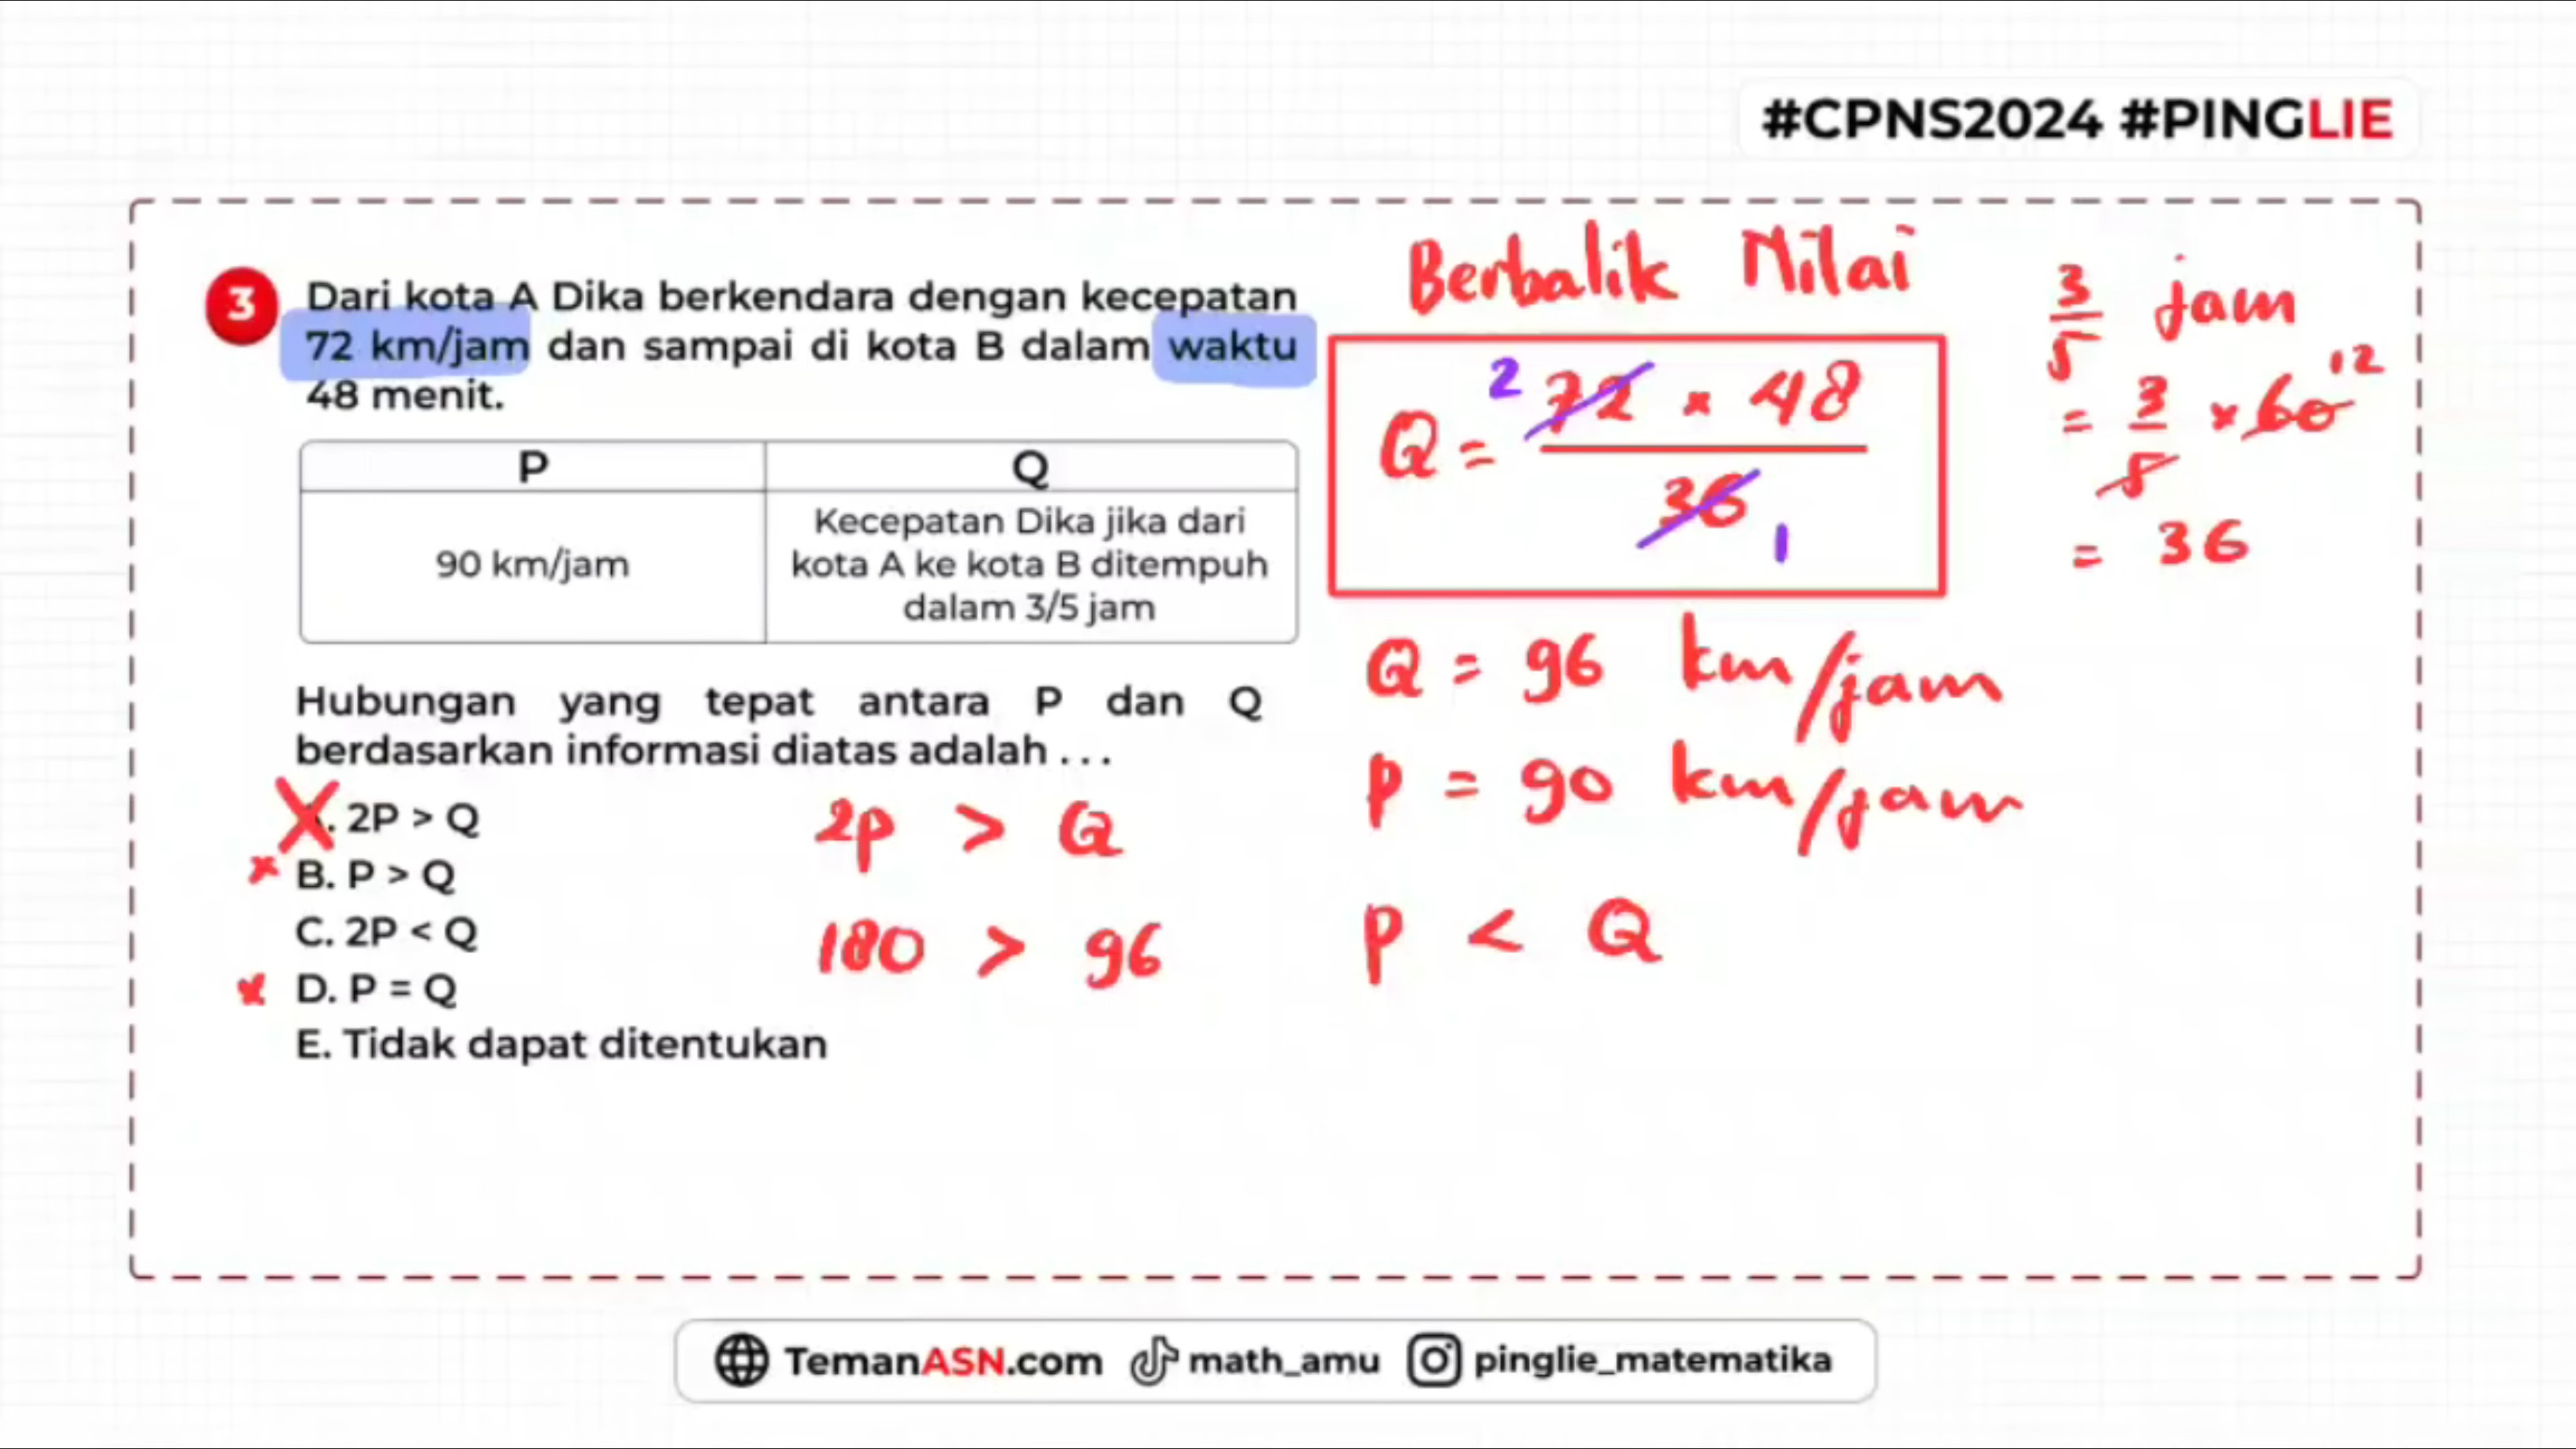 #CPNS2024 #PINGLIE
3
Dari kota A Dika berkendara dengan kecepatan
72 km/jam dan sampai di kota B dalam waktu
48 menit.
P
Q
90 km/jam
Kecepatan Dika jika dari
kota A ke kota B ditempuh
dalam 3/5 jam
Hubungan yang tepat antara P dan Q
berdasarkan informasi diatas adalah . . .
A. 2P > Q
B. P > Q
C. 2P < Q
D. P = Q
E. Tidak dapat ditentukan
2P > Q
180 > 96
Berbalik Nilai
2
Q = 72 × 48
36
1
Q = 96 km/jam
P = 90 km/jam
P < Q
3/5 jam
= 3/5 × 60 12
= 36
TemanASN.com math_amu pinglie_matematika